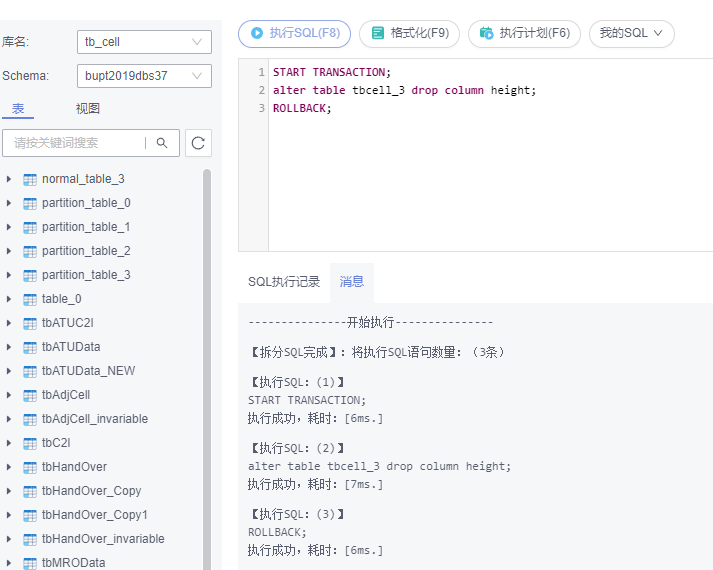 库名:
tb_cell
Schema:
bupt2019dbs37
表
视图
请按关键词搜索
normal_table_3
partition_table_0
partition_table_1
partition_table_2
partition_table_3
table_0
tbATUC2I
tbATUData
tbATUData_NEW
tbAdjCell
tbAdjCell_invariable
tbC2I
tbHandOver
tbHandOver_Copy
tbHandOver_Copy1
tbHandOver_invariable
tbMROData
执行SQL(F8)
格式化(F9)
执行计划(F6)
我的SQL
1 START TRANSACTION;
2 alter table tbcell_3 drop column height;
3 ROLLBACK;
SQL执行记录
消息
---------------开始执行---------------
【拆分SQL完成】：将执行SQL语句数量：（3条）
【执行SQL：（1）】
START TRANSACTION;
执行成功，耗时：[6ms.]
【执行SQL：（2）】
alter table tbcell_3 drop column height;
执行成功，耗时：[7ms.]
【执行SQL：（3）】
ROLLBACK;
执行成功，耗时：[6ms.]